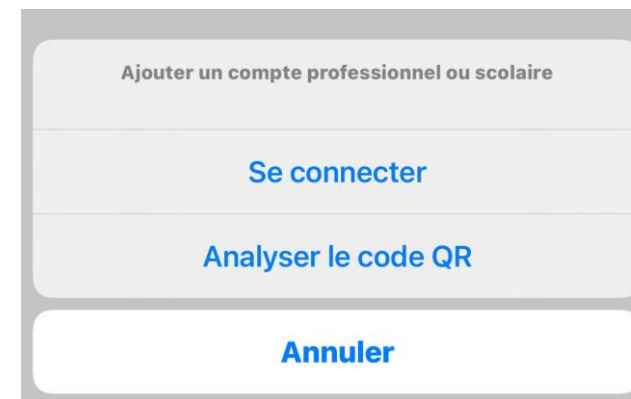 Ajouter un compte professionnel ou scolaire
Se connecter
Analyser le code QR
Annuler